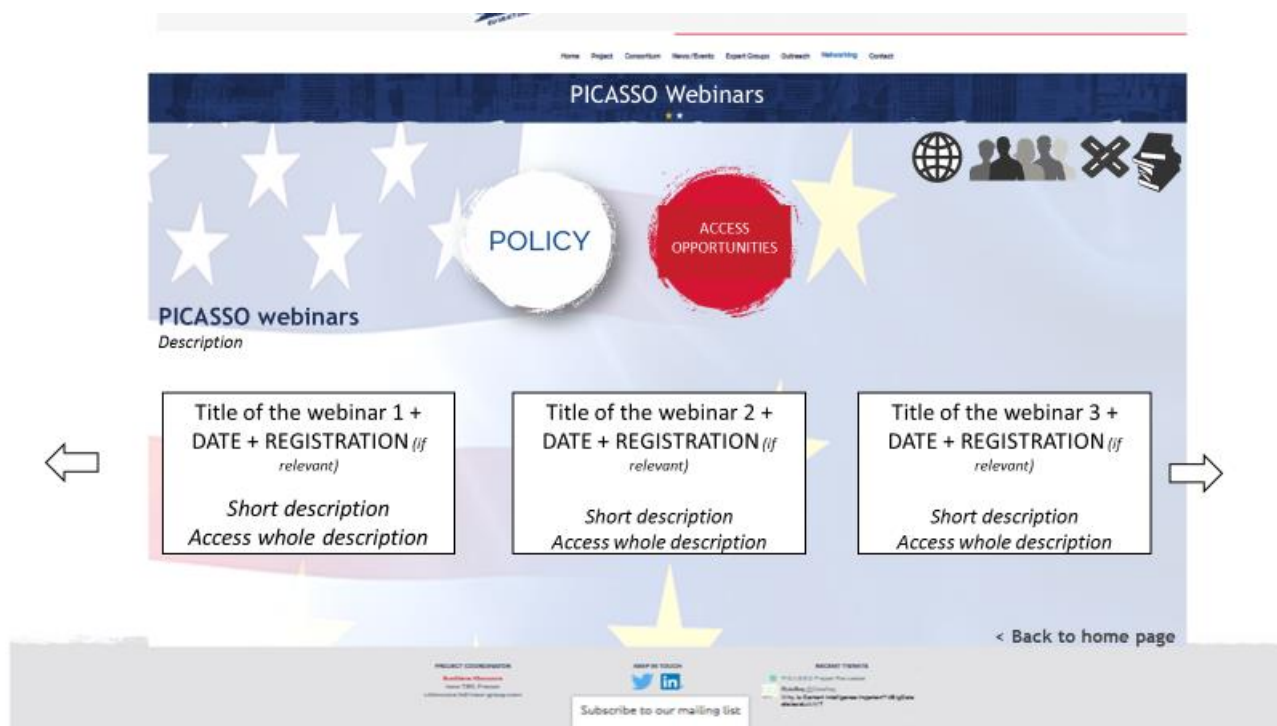 Home Project Consortium News/Events Expert Groups Outreach Networking Contact
PICASSO Webinars
POLICY
ACCESS
OPPORTUNITIES
PICASSO webinars
Description
Title of the webinar 1 +
DATE + REGISTRATION (if
relevant)
Short description
Access whole description
Title of the webinar 2 +
DATE + REGISTRATION (if
relevant)
Short description
Access whole description
Title of the webinar 3 +
DATE + REGISTRATION (if
relevant)
Short description
Access whole description
< Back to home page
PROJECT COORDINATOR
KEEP IN TOUCH
in
RECENT TWEETS
Subscribe to our mailing list